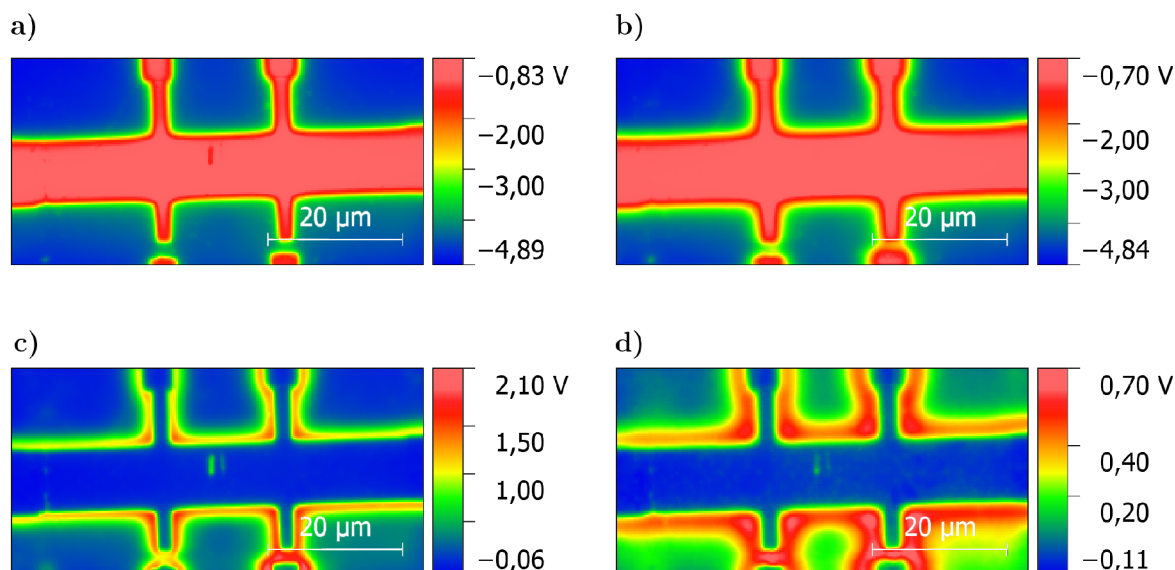 a)
−0,83 V
−2,00
−3,00
−4,89
20 µm
b)
−0,70 V
−2,00
−3,00
−4,84
20 µm
c)
2,10 V
1,50
1,00
−0,06
20 µm
d)
0,70 V
0,40
0,20
−0,11
20 µm